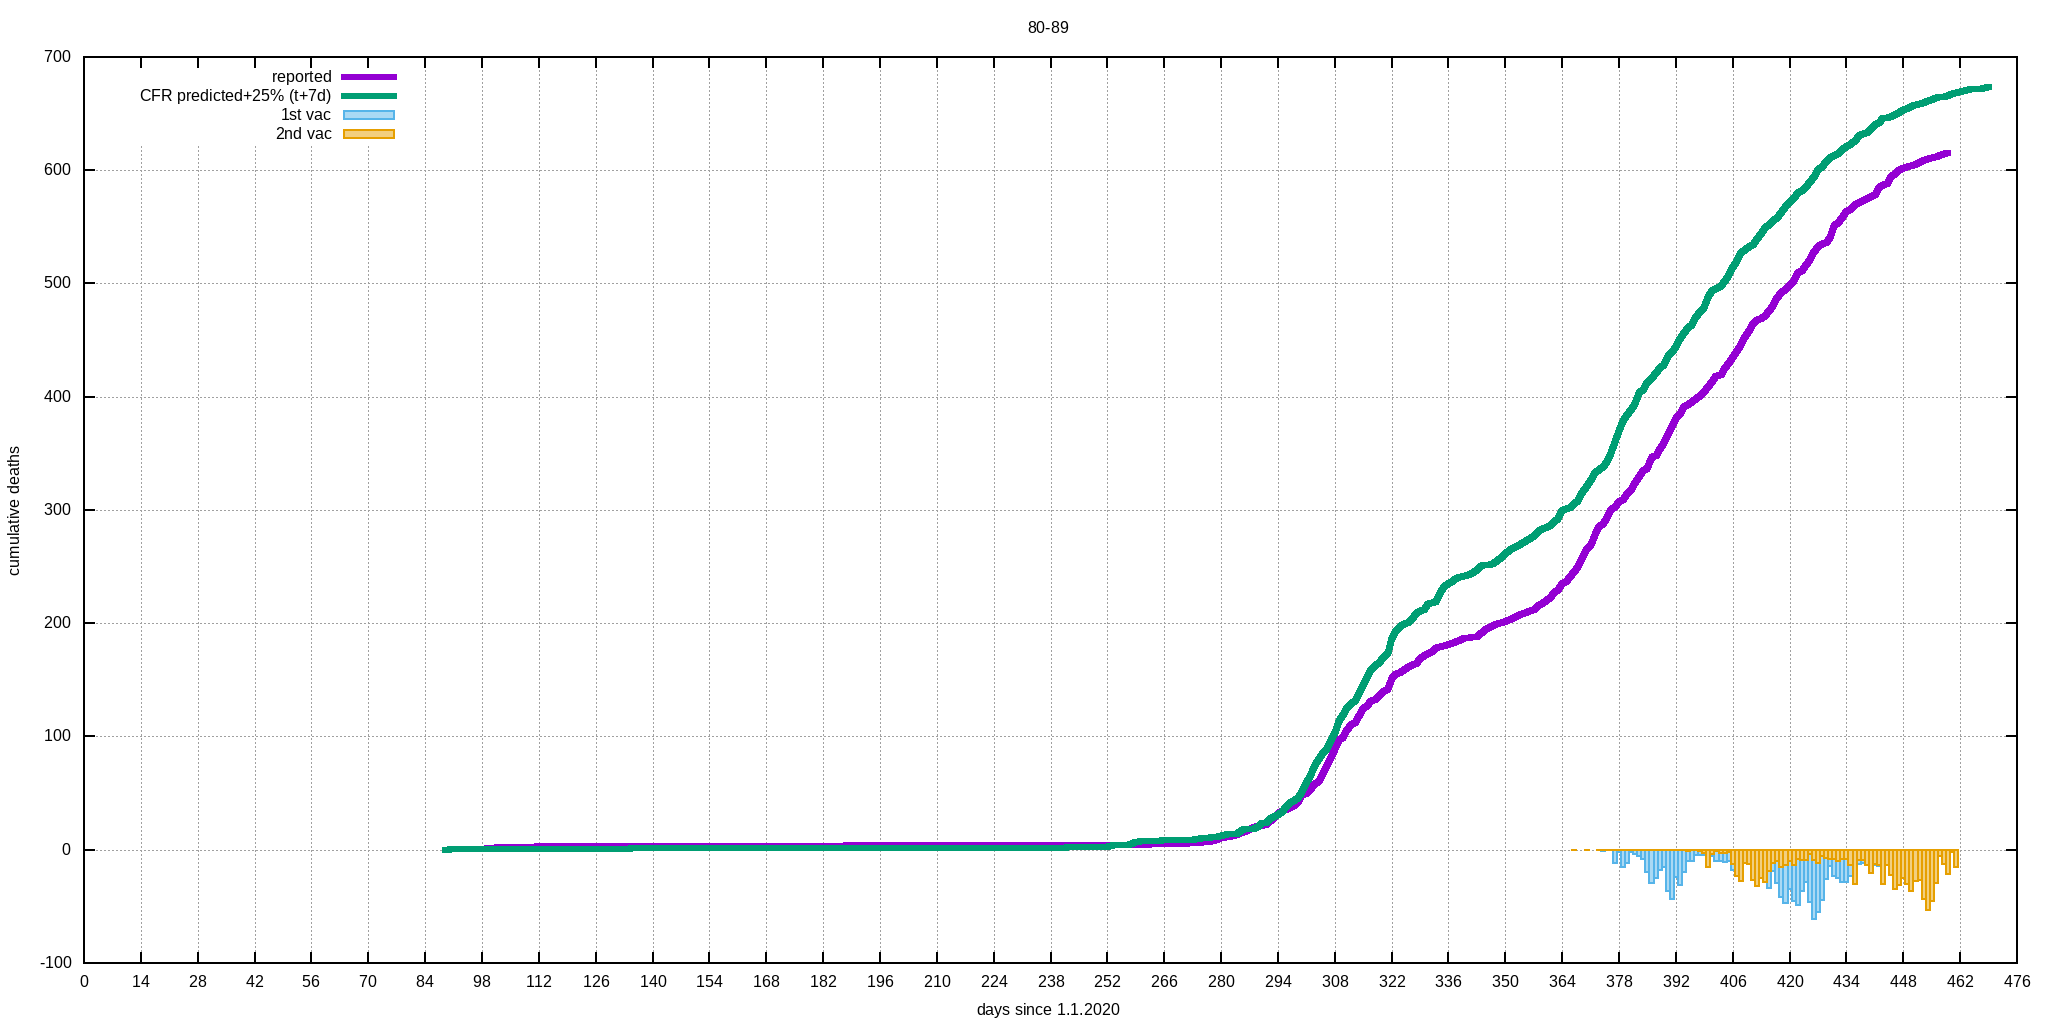 80-89
700
600
500
400
300
200
100
0
-100
reported
CFR predicted+25% (t+7d)
1st vac
2nd vac
cumulative deaths
0 14 28 42 56 70 84 98 112 126 140 154 168 182 196 210 224 238 252 266 280 294 308 322 336 350 364 378 392 406 420 434 448 462 476
days since 1.1.2020